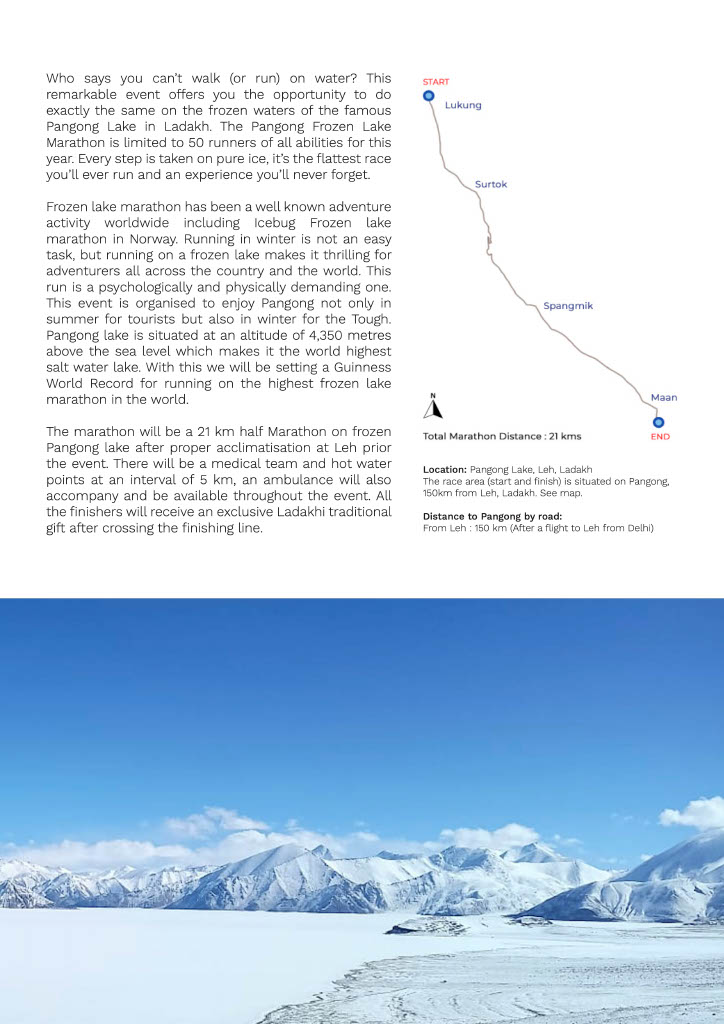 Who says you can't walk (or run) on water? This
remarkable event offers you the opportunity to do
exactly the same on the frozen waters of the famous
Pangong Lake in Ladakh. The Pangong Frozen Lake
Marathon is limited to 50 runners of all abilities for this
year. Every step is taken on pure ice, it's the flattest race
you'll ever run and an experience you'll never forget.
Frozen lake marathon has been a well known adventure
activity worldwide including Icebug Frozen lake
marathon in Norway. Running in winter is not an easy
task, but running on a frozen lake makes it thrilling for
adventurers all across the country and the world. This
run is a psychologically and physically demanding one.
This event is organised to enjoy Pangong not only in
summer for tourists but also in winter for the Tough.
Pangong lake is situated at an altitude of 4,350 metres
above the sea level which makes it the world highest
salt water lake. With this we will be setting a Guinness
World Record for running on the highest frozen lake
marathon in the world.
The marathon will be a 21 km half Marathon on frozen
Pangong lake after proper acclimatisation at Leh prior
the event. There will be a medical team and hot water
points at an interval of 5 km, an ambulance will also
accompany and be available throughout the event. All
the finishers will receive an exclusive Ladakhi traditional
gift after crossing the finishing line.
START
Lukung
Surtok
Spangmik
Maan
END
N
Total Marathon Distance : 21 kms
Location: Pangong Lake, Leh, Ladakh
The race area (start and finish) is situated on Pangong,
150km from Leh, Ladakh. See map.
Distance to Pangong by road:
From Leh : 150 km (After a flight to Leh from Delhi)